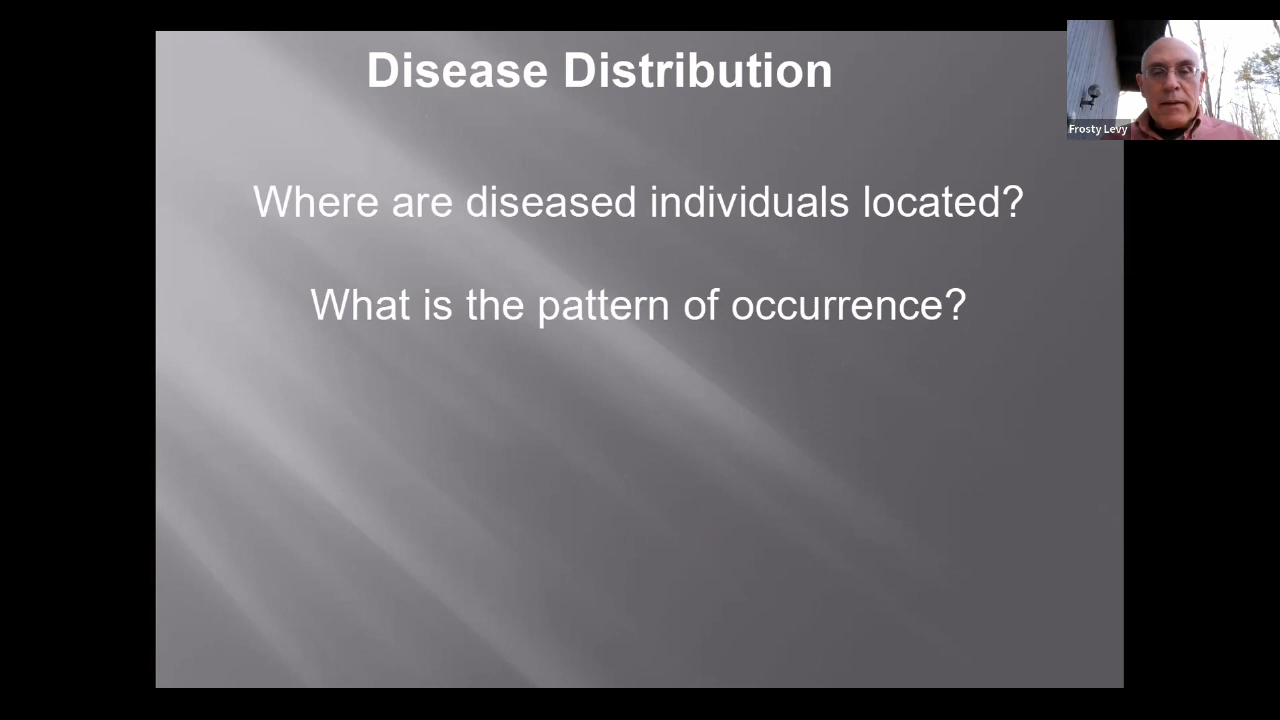 Disease Distribution
Where are diseased individuals located?
What is the pattern of occurrence?
Frosty Levy